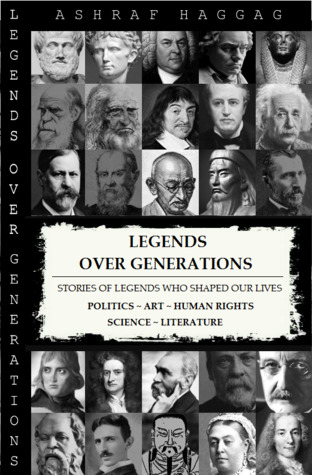 ASHRAF HAGGAG
LEGENDS OVER GENERATIONS
LEGENDS
OVER GENERATIONS
STORIES OF LEGENDS WHO SHAPED OUR LIVES
POLITICS ~ ART ~ HUMAN RIGHTS
SCIENCE ~ LITERATURE